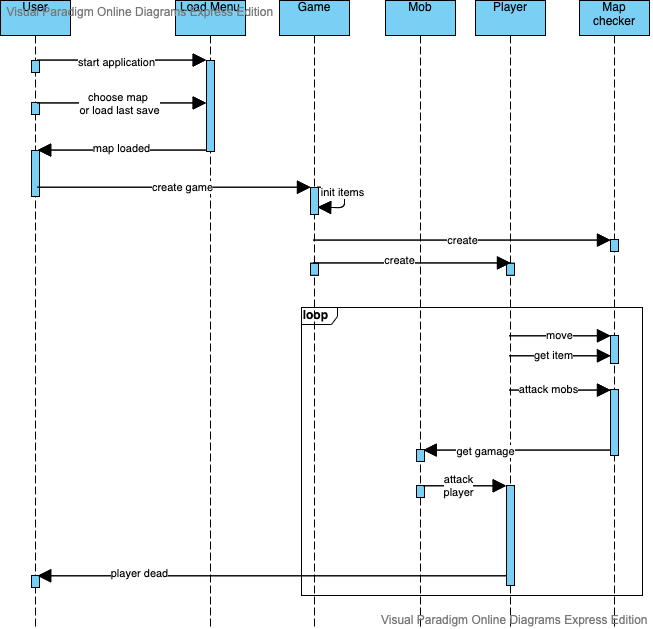 User
Load Menu
Game
Mob
Player
Map
checker
Visual Paradigm Online Diagrams Express Edition
start application
choose map
or load last save
map loaded
create game
init items
create
create
loop
move
get item
attack mobs
get gamage
attack
player
player dead
Visual Paradigm Online Diagrams Express Edition